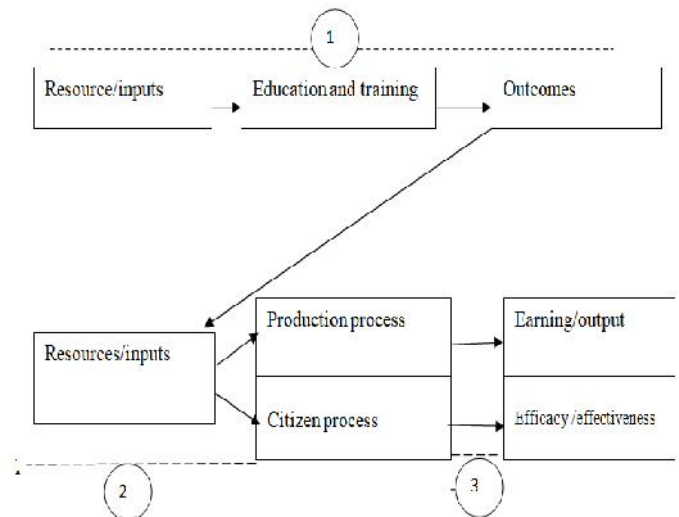 1
Resource/inputs
Education and training
Outcomes
Resources/inputs
Production process
Earning/output
Citizen process
Efficacy/effectiveness
2
3